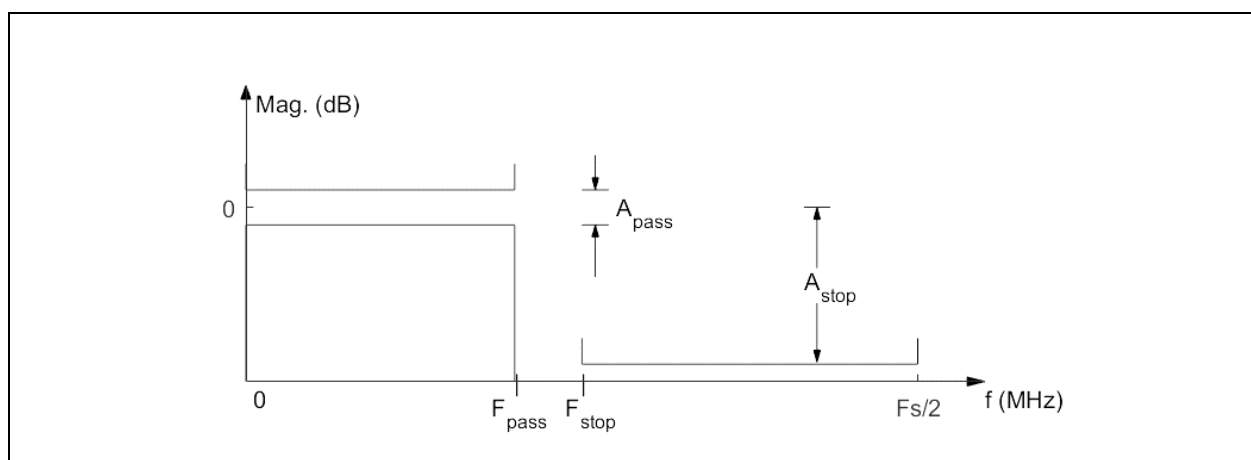 Mag. (dB)
0
A_pass
A_stop
0
F_pass
F_stop
Fs/2
f (MHz)